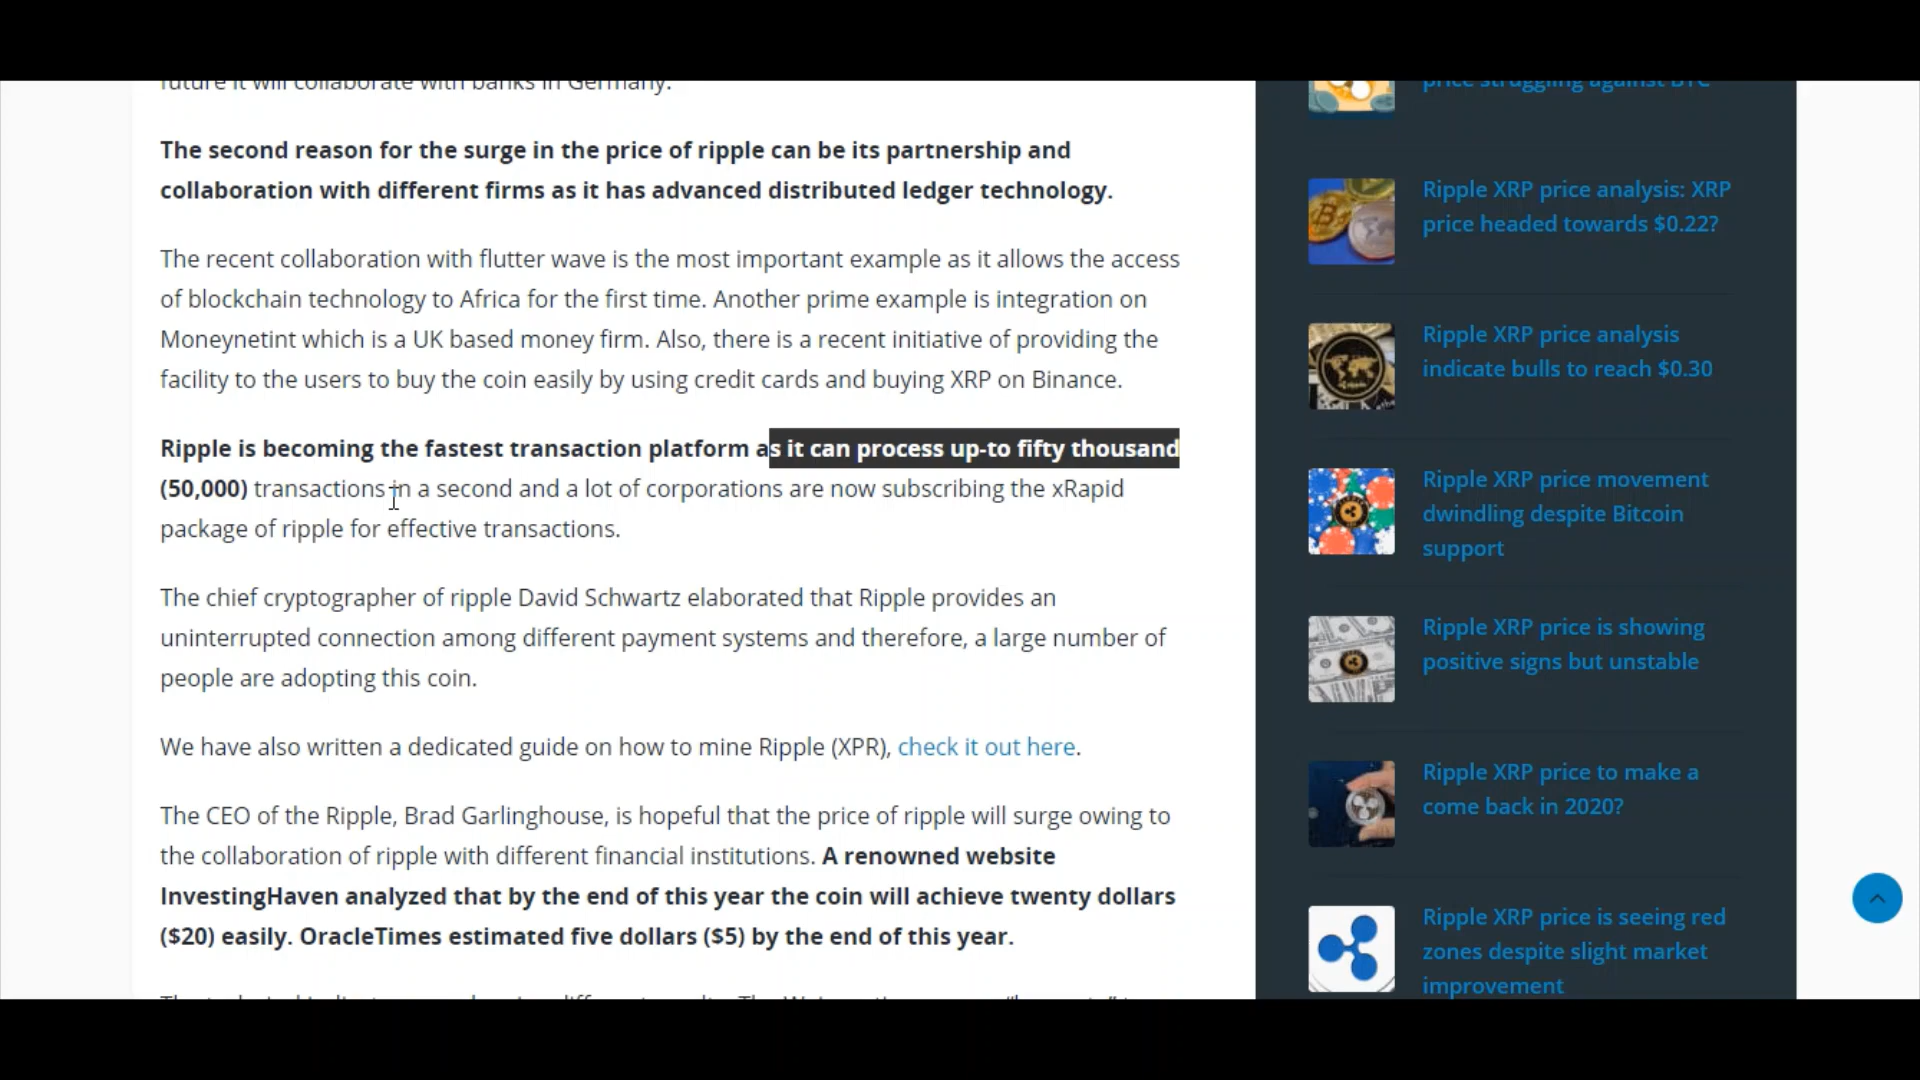 future it will collaborate with banks in Germany.
The second reason for the surge in the price of ripple can be its partnership and
collaboration with different firms as it has advanced distributed ledger technology.
The recent collaboration with flutter wave is the most important example as it allows the access
of blockchain technology to Africa for the first time. Another prime example is integration on
Moneynetint which is a UK based money firm. Also, there is a recent initiative of providing the
facility to the users to buy the coin easily by using credit cards and buying XRP on Binance.
Ripple is becoming the fastest transaction platform as it can process up-to fifty thousand
(50,000) transactions in a second and a lot of corporations are now subscribing the xRapid
package of ripple for effective transactions.
The chief cryptographer of ripple David Schwartz elaborated that Ripple provides an
uninterrupted connection among different payment systems and therefore, a large number of
people are adopting this coin.
We have also written a dedicated guide on how to mine Ripple (XPR), check it out here.
The CEO of the Ripple, Brad Garlinghouse, is hopeful that the price of ripple will surge owing to
the collaboration of ripple with different financial institutions. A renowned website
InvestingHaven analyzed that by the end of this year the coin will achieve twenty dollars
($20) easily. OracleTimes estimated five dollars ($5) by the end of this year.
price struggling against BTC
Ripple XRP price analysis: XRP
price headed towards $0.22?
Ripple XRP price analysis
indicate bulls to reach $0.30
Ripple XRP price movement
dwindling despite Bitcoin
support
Ripple XRP price is showing
positive signs but unstable
Ripple XRP price to make a
come back in 2020?
Ripple XRP price is seeing red
zones despite slight market
improvement